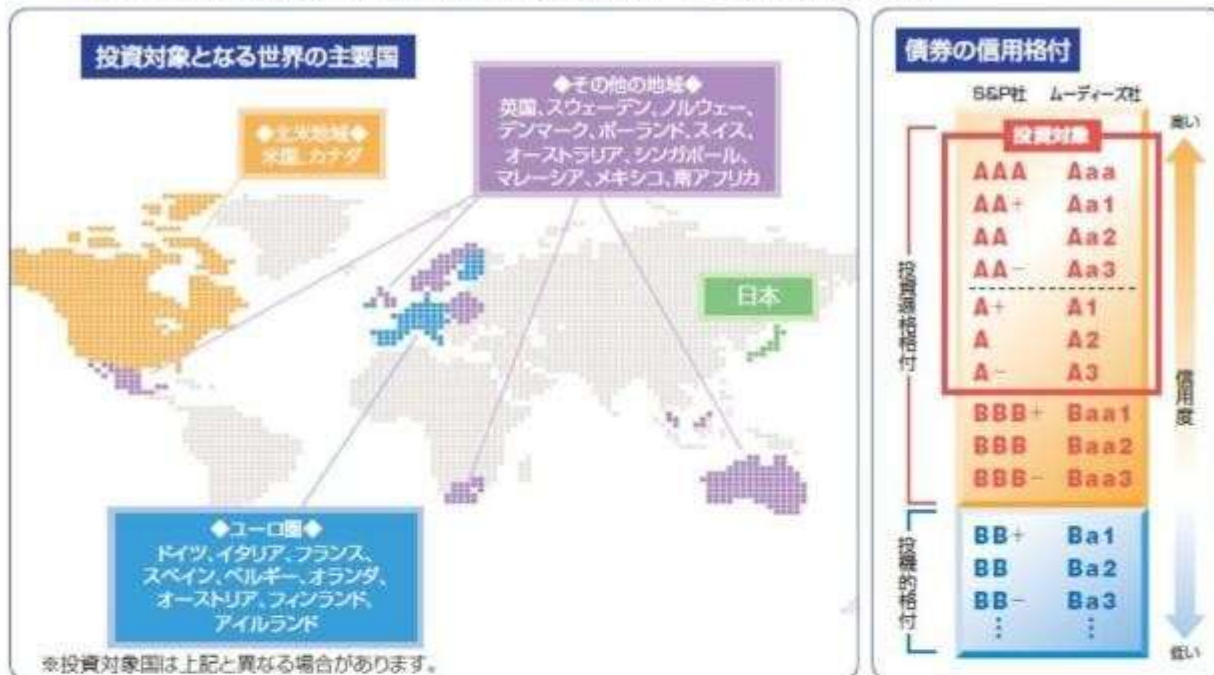 投資対象となる世界の主要国
◆北米地域◆
米国、カナダ
◆その他の地域◆
英国、スウェーデン、ノルウェー、
デンマーク、ポーランド、スイス、
オーストラリア、シンガポール、
マレーシア、メキシコ、南アフリカ
日本
◆ユーロ圏◆
ドイツ、イタリア、フランス、
スペイン、ベルギー、オランダ、
オーストリア、フィンランド、
アイルランド
※投資対象国は上記と異なる場合があります。
債券の信用格付
S&P社 ムーディーズ社
投資対象
AAA Aaa
AA+ Aa1
AA Aa2
AA- Aa3
A+ A1
A A2
A- A3
BBB+ Baa1
BBB Baa2
BBB- Baa3
BB+ Ba1
BB Ba2
BB- Ba3
⋮ ⋮
投資適格格付
投機的格付
高い
信用度
低い